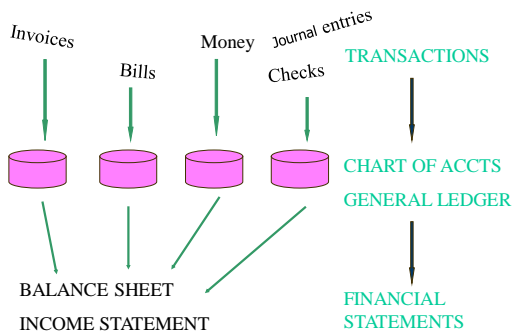 Invoices
Bills
Money
Journal entries
Checks
TRANSACTIONS
CHART OF ACCTS
GENERAL LEDGER
BALANCE SHEET
INCOME STATEMENT
FINANCIAL
STATEMENTS